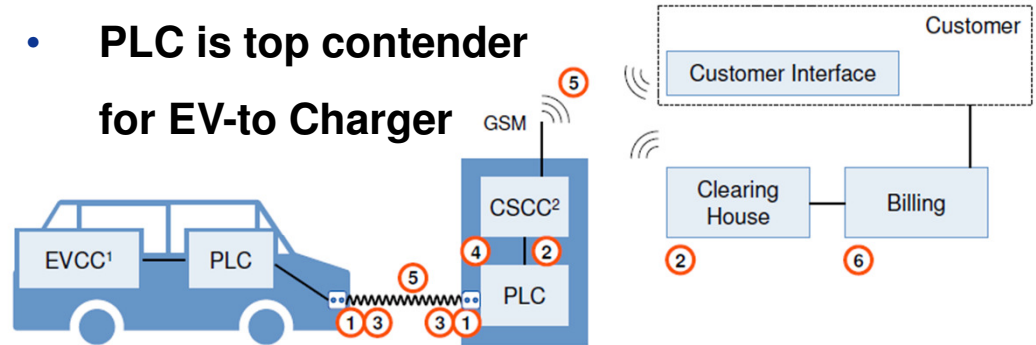 • PLC is top contender
for EV-to Charger
Customer
Customer Interface
5
GSM
Clearing
House
Billing
2
6
CSCC²
4
2
PLC
EVCC¹
PLC
5
1 3
3 1